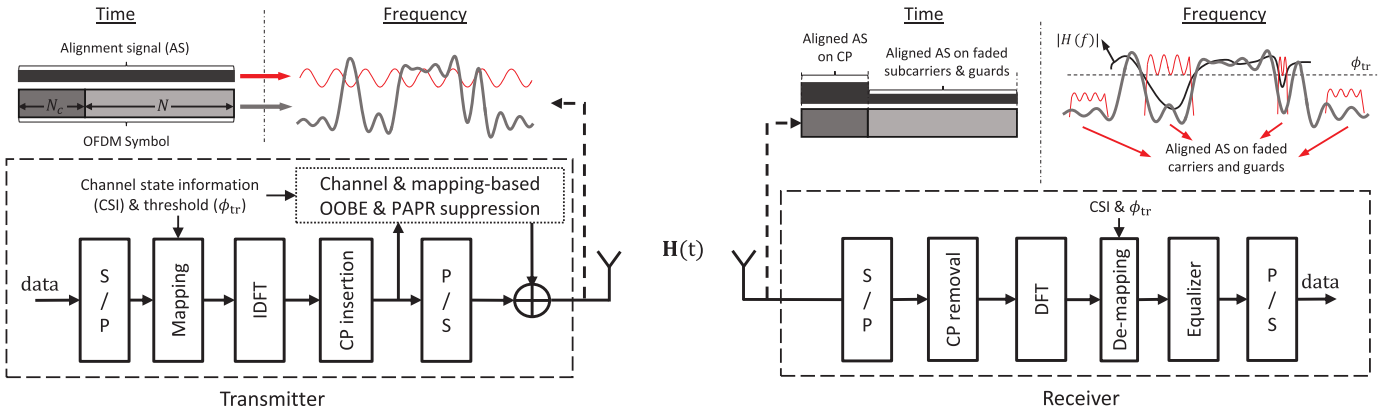 Time
Frequency
Alignment signal (AS)
N_c
N
OFDM Symbol
Channel state information
(CSI) & threshold (ϕ_tr)
Channel & mapping-based
OOBE & PAPR suppression
data
S
/
P
Mapping
IDFT
CP insertion
P
/
S
Transmitter
H(t)
Time
Frequency
Aligned AS
on CP
Aligned AS on faded
subcarriers & guards
|H(f)|
ϕ_tr
Aligned AS on faded
carriers and guards
CSI & ϕ_tr
S
/
P
CP removal
DFT
De-mapping
Equalizer
P
/
S
data
Receiver